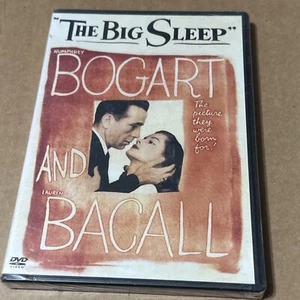 "THE BIG SLEEP"
HUMPHREY
BOGART
The picture
they
were
born
for!
AND
LAUREN
BACALL
DVD
VIDEO